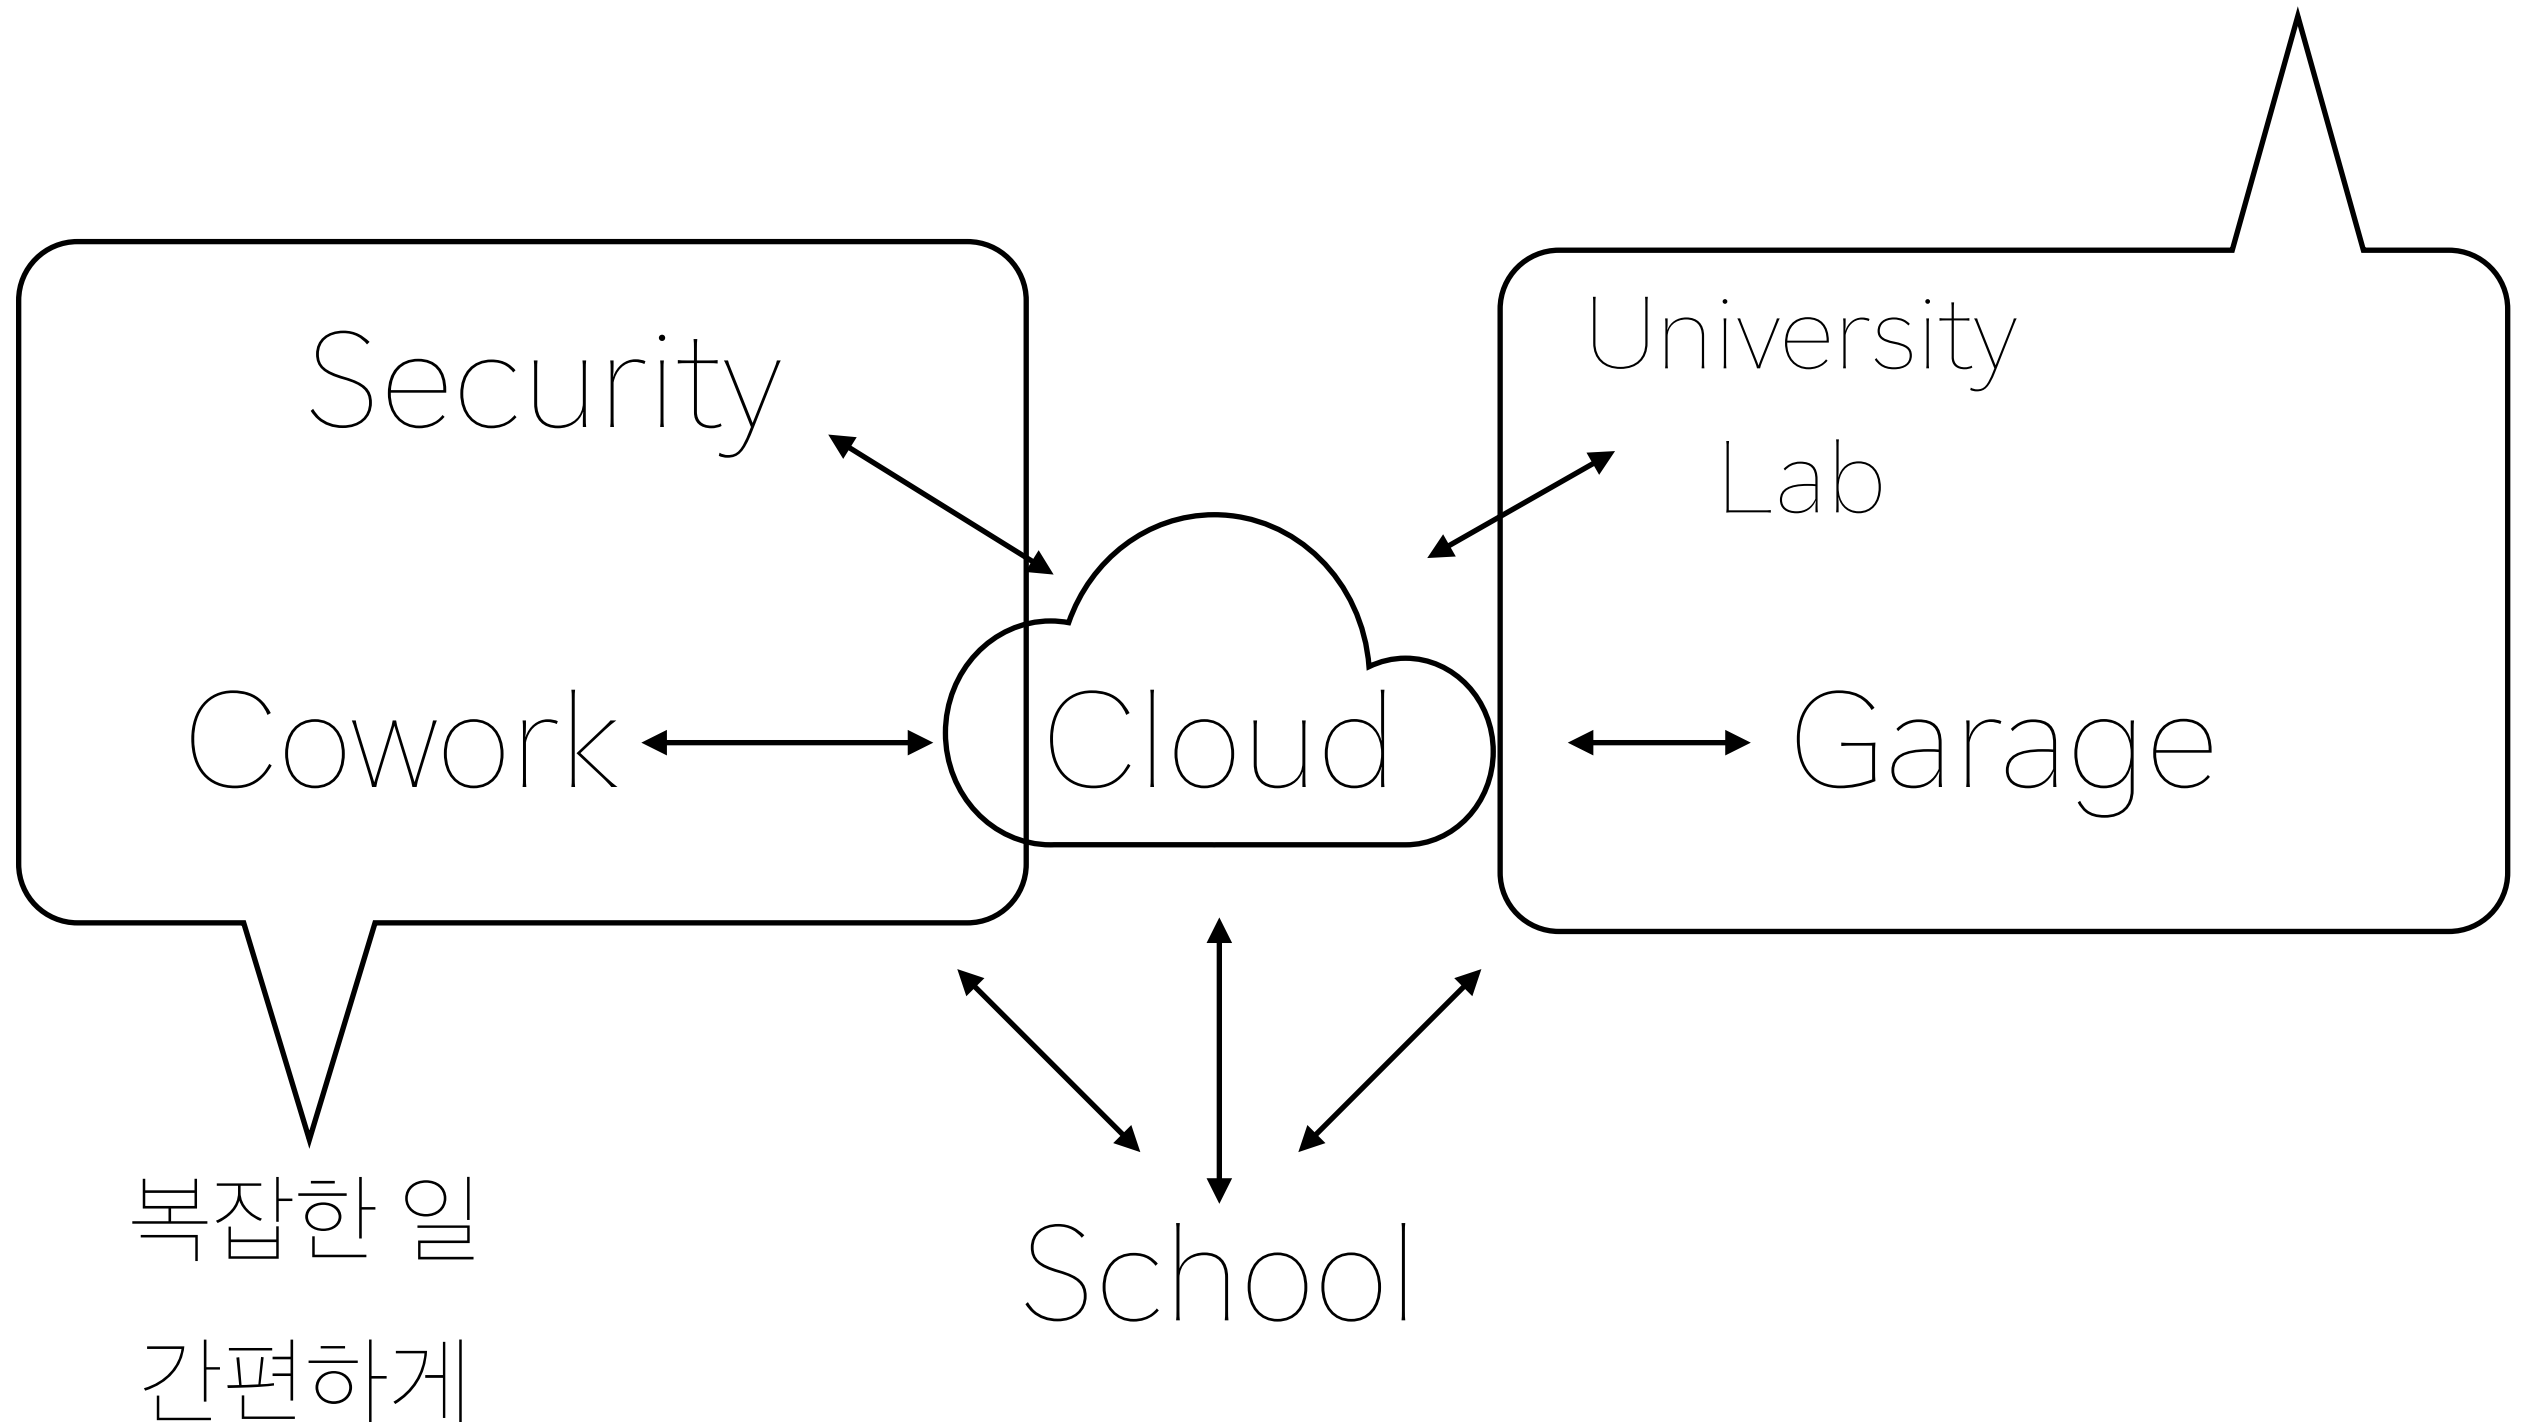 Security
University
Lab
Cowork
Cloud
Garage
School
복잡한 일
간편하게